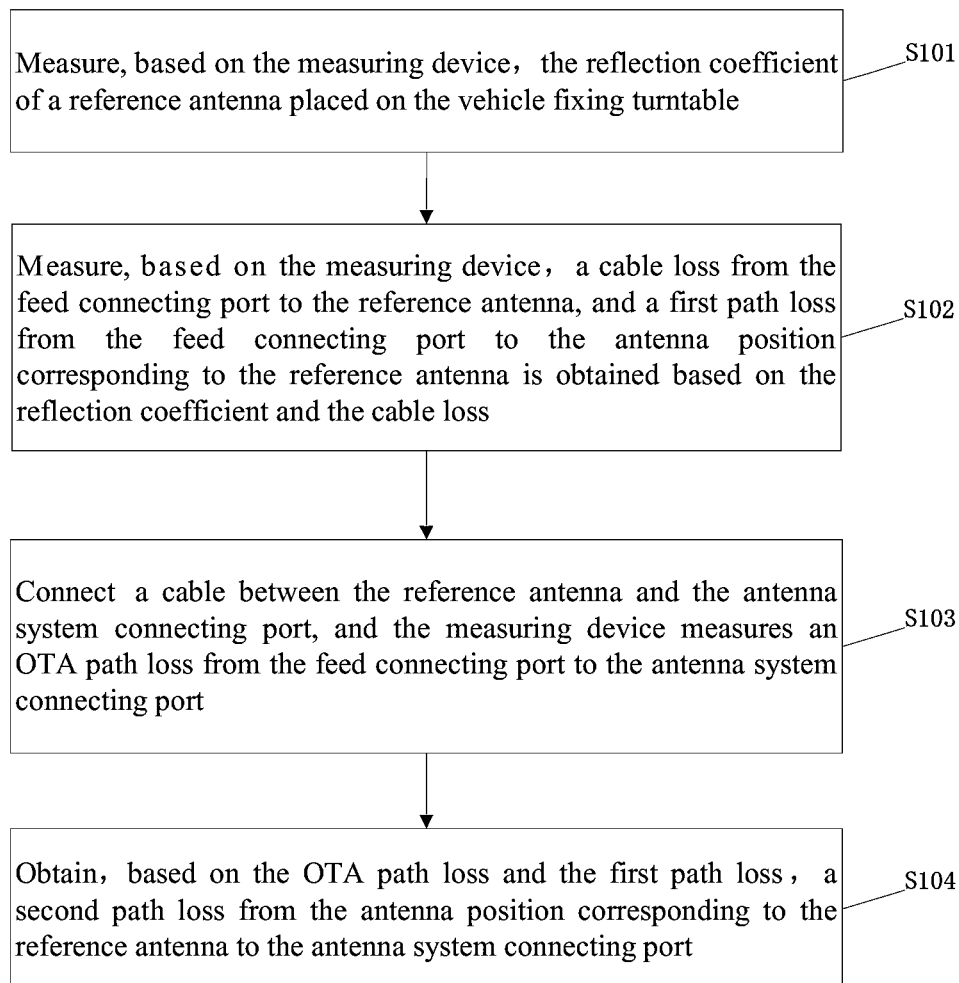 Measure, based on the measuring device， the reflection coefficient
of a reference antenna placed on the vehicle fixing turntable
S101
Measure, based on the measuring device， a cable loss from the
feed connecting port to the reference antenna, and a first path loss
from the feed connecting port to the antenna position
corresponding to the reference antenna is obtained based on the
reflection coefficient and the cable loss
S102
Connect a cable between the reference antenna and the antenna
system connecting port, and the measuring device measures an
OTA path loss from the feed connecting port to the antenna system
connecting port
S103
Obtain， based on the OTA path loss and the first path loss， a
second path loss from the antenna position corresponding to the
reference antenna to the antenna system connecting port
S104